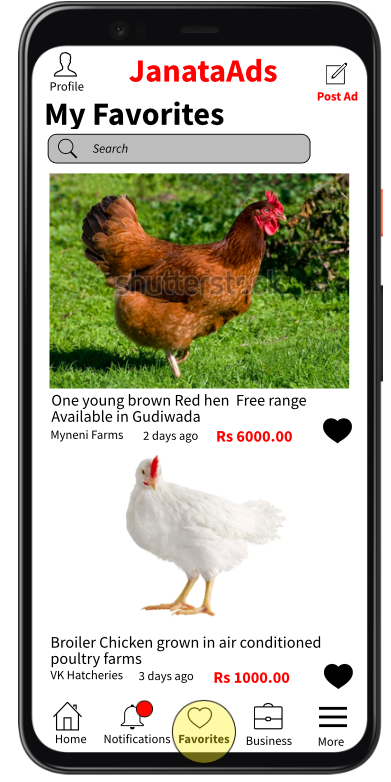 JanataAds
Profile
Post Ad
My Favorites
Search
shutterstock
One young brown Red hen Free range
Available in Gudiwada
Myneni Farms 2 days ago Rs 6000.00
Broiler Chicken grown in air conditioned
poultry farms
VK Hatcheries 3 days ago Rs 1000.00
Home Notifications Favorites Business More